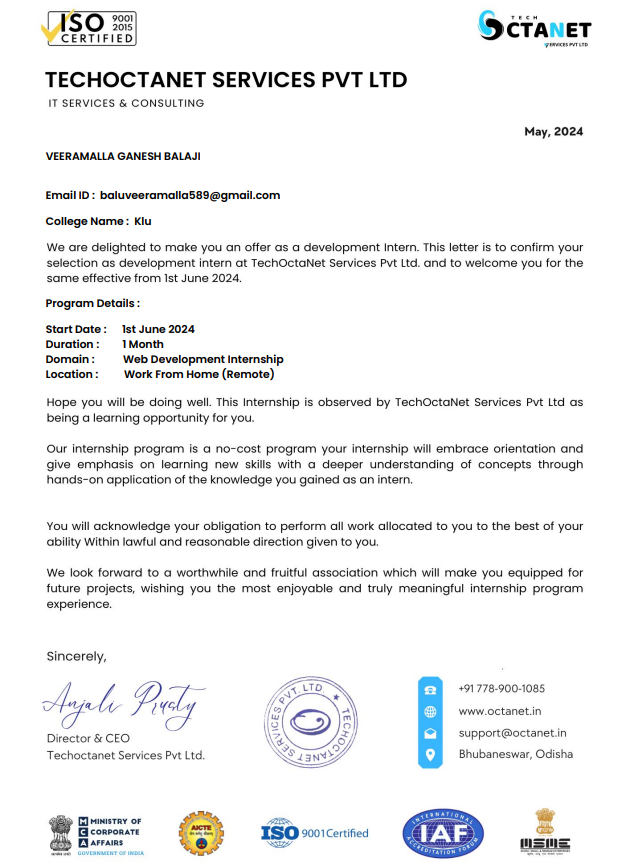 ISO 9001 2015 CERTIFIED
TECH
OCTANET
SERVICES PVT LTD
TECHOCTANET SERVICES PVT LTD
IT SERVICES & CONSULTING
May, 2024
VEERAMALLA GANESH BALAJI
Email ID : baluveeramalla589@gmail.com
College Name : Klu
We are delighted to make you an offer as a development Intern. This letter is to confirm your
selection as development intern at TechOctaNet Services Pvt Ltd. and to welcome you for the
same effective from 1st June 2024.
Program Details :
Start Date : 1st June 2024
Duration : 1 Month
Domain : Web Development Internship
Location : Work From Home (Remote)
Hope you will be doing well. This Internship is observed by TechOctaNet Services Pvt Ltd as
being a learning opportunity for you.
Our internship program is a no-cost program your internship will embrace orientation and
give emphasis on learning new skills with a deeper understanding of concepts through
hands-on application of the knowledge you gained as an intern.
You will acknowledge your obligation to perform all work allocated to you to the best of your
ability Within lawful and reasonable direction given to you.
We look forward to a worthwhile and fruitful association which will make you equipped for
future projects, wishing you the most enjoyable and truly meaningful internship program
experience.
Sincerely,
Anjali Prusty
Director & CEO
Techoctanet Services Pvt Ltd.
TECHOCTANET SERVICES PVT. LTD.
+91 778-900-1085
www.octanet.in
support@octanet.in
Bhubaneswar, Odisha
MCA
MINISTRY OF
CORPORATE
AFFAIRS
GOVERNMENT OF INDIA
AICTE
ISO 9001Certified
INTERNATIONAL
IAF
ACCREDITATION FORUM
MSME